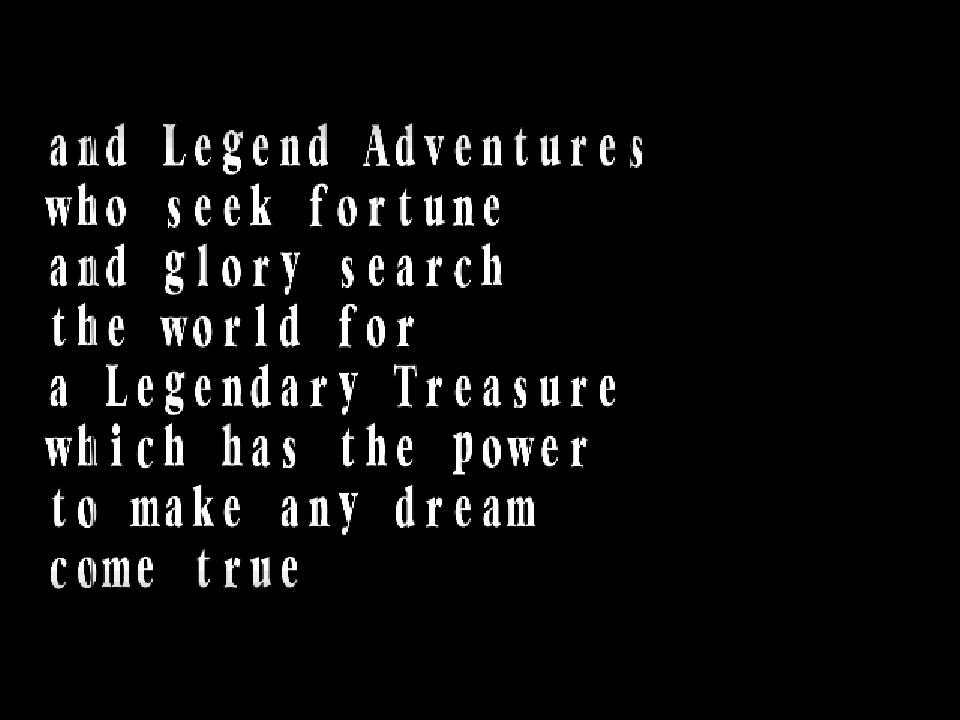 and Legend Adventures
who seek fortune
and glory search
the world for
a Legendary Treasure
which has the power
to make any dream
come true